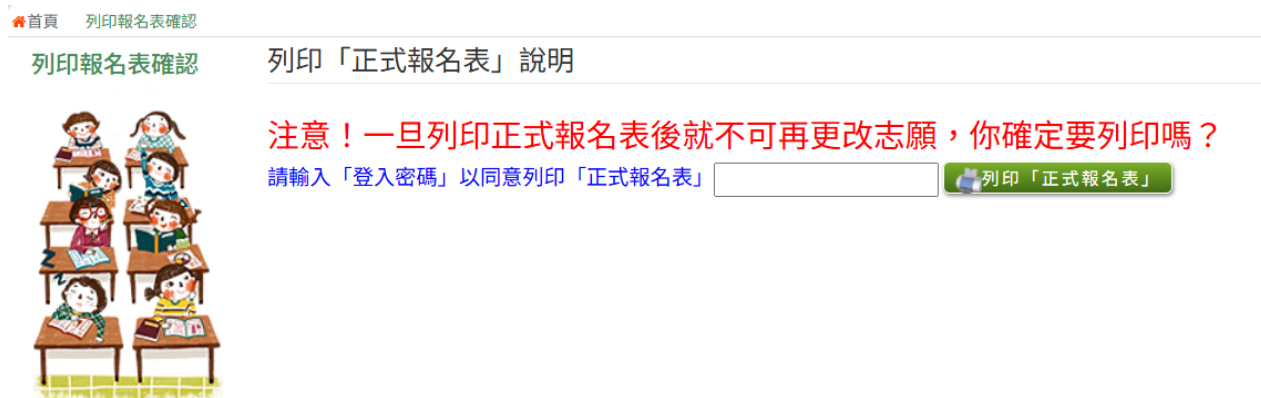 首頁 列印報名表確認
列印報名表確認
列印「正式報名表」說明
注意！一旦列印正式報名表後就不可再更改志願，你確定要列印嗎？
請輸入「登入密碼」以同意列印「正式報名表」 列印「正式報名表」
Z
Z